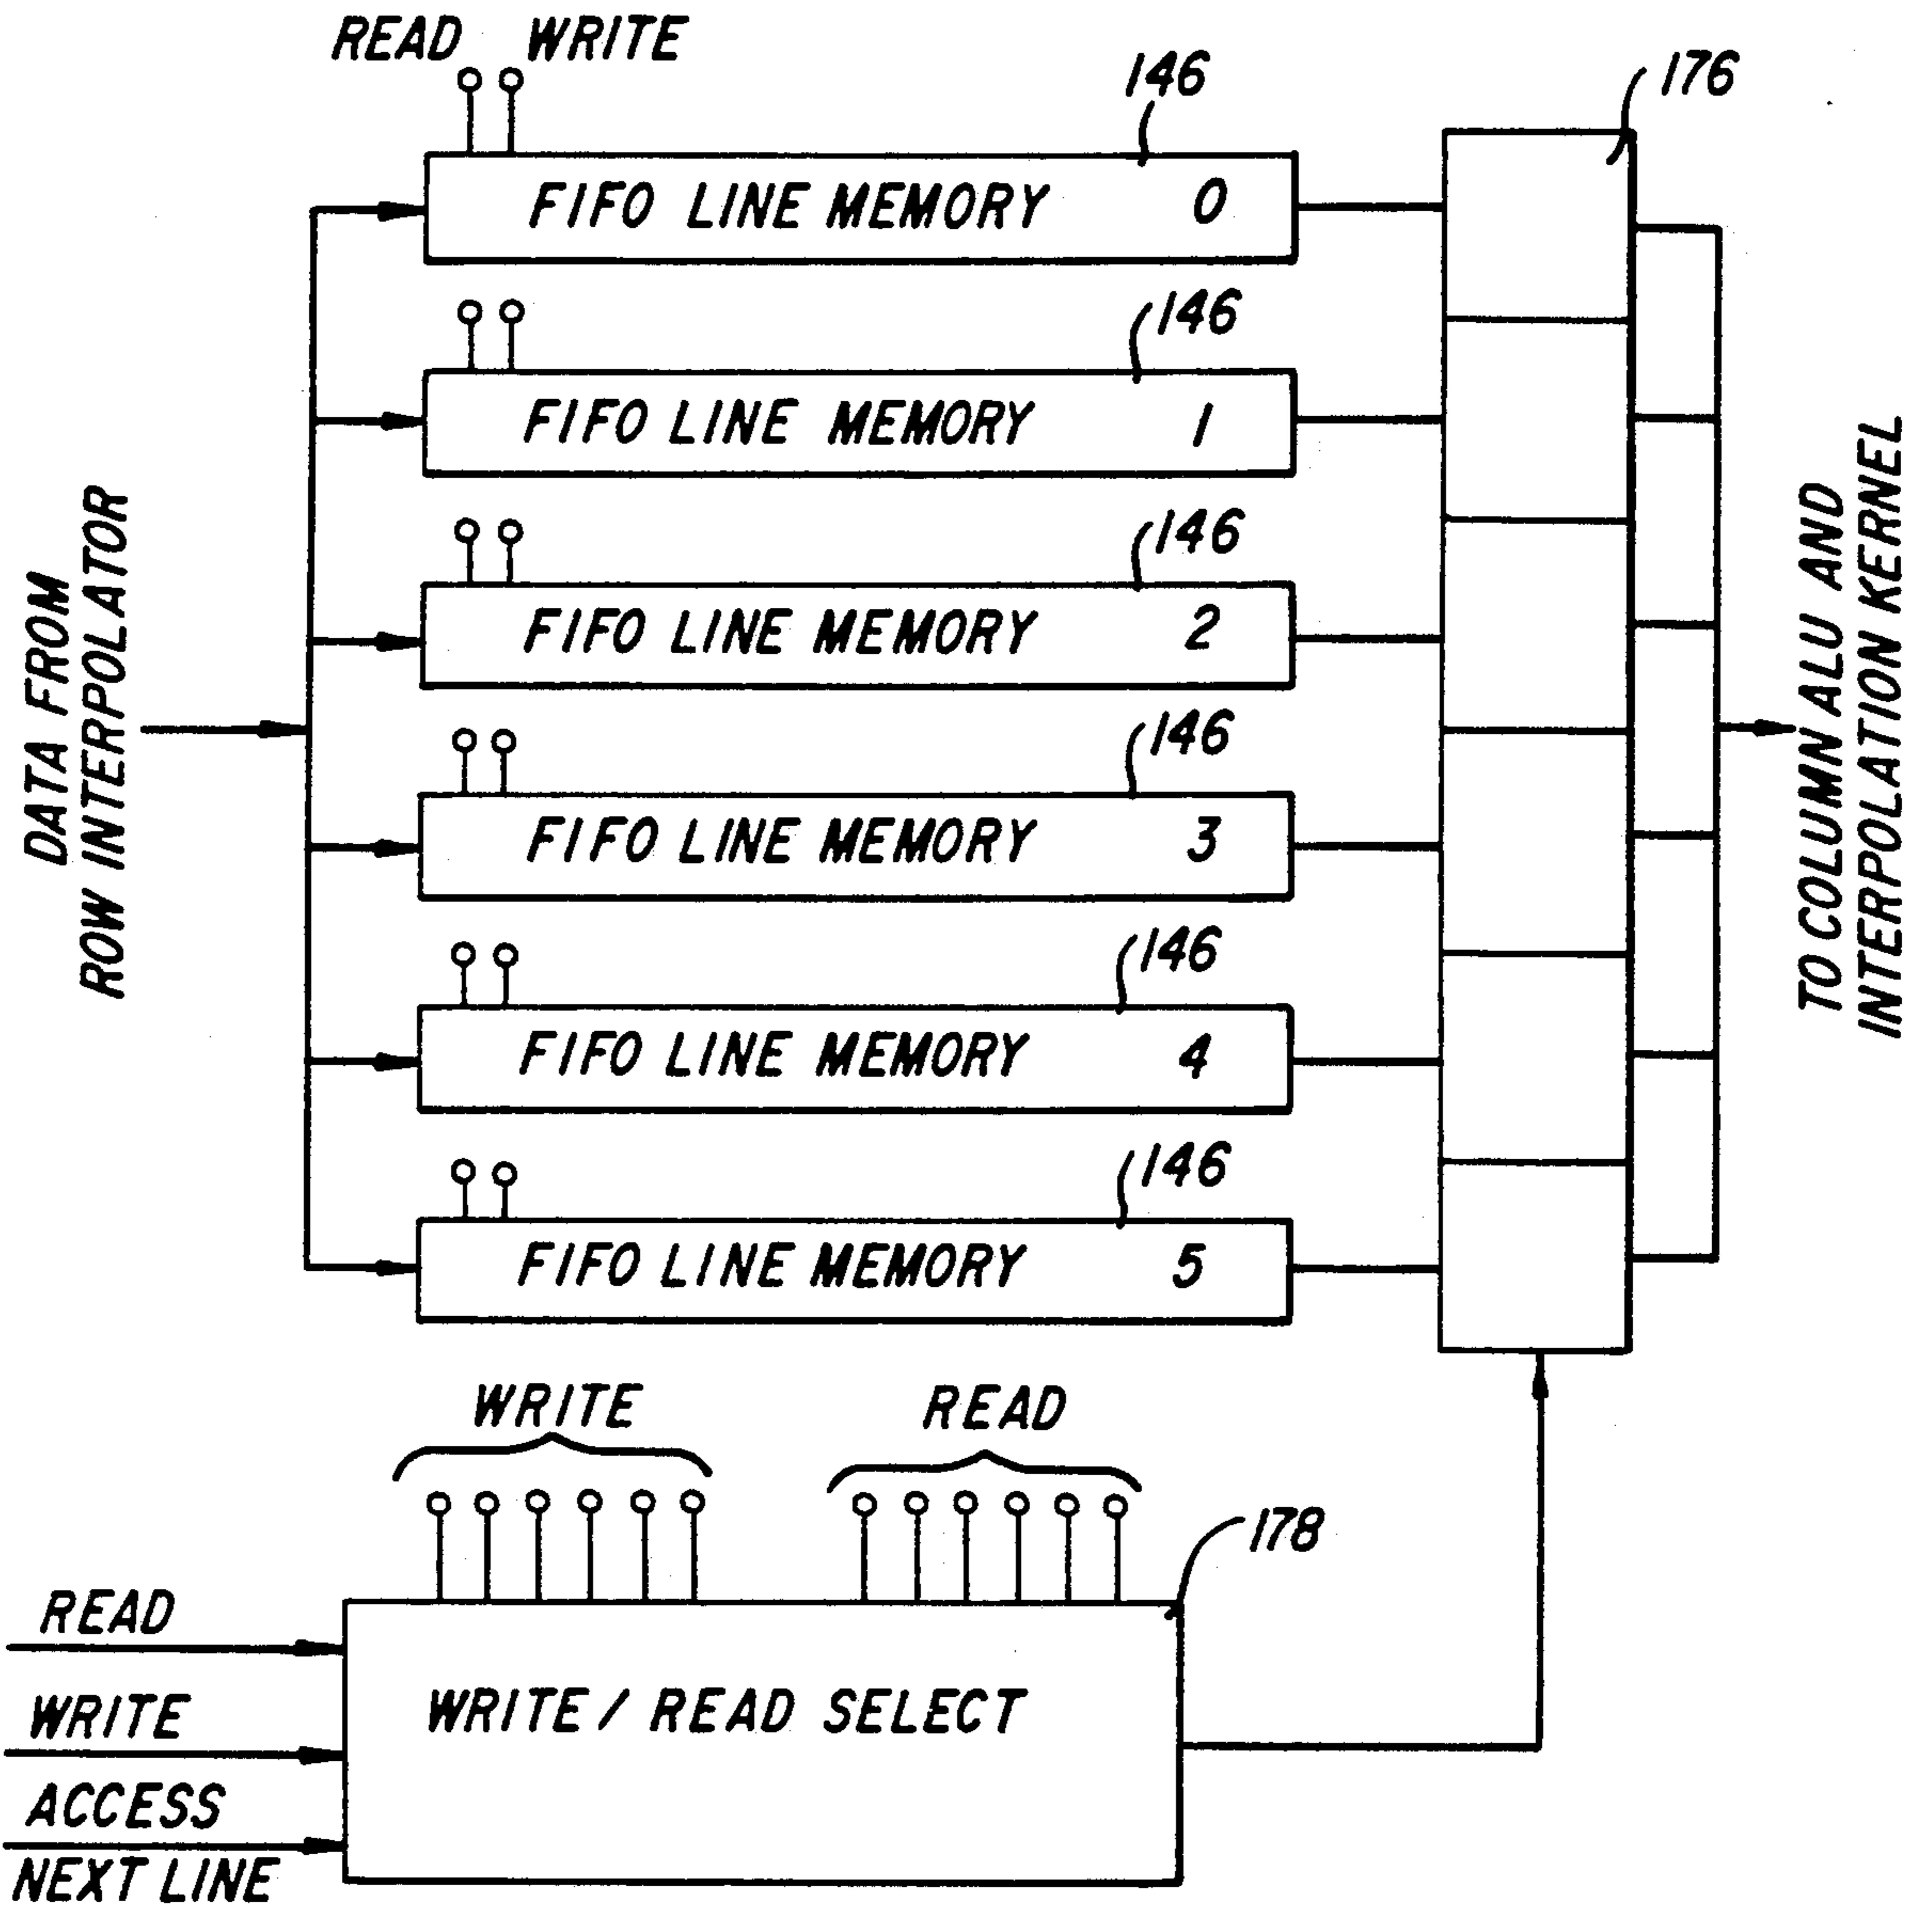 READ WRITE
146
176
FIFO LINE MEMORY 0
146
FIFO LINE MEMORY 1
146
FIFO LINE MEMORY 2
146
FIFO LINE MEMORY 3
146
FIFO LINE MEMORY 4
146
FIFO LINE MEMORY 5
DATA FROM
ROW INTERPOLATOR
TO COLUMN ALU AND
INTERPOLATION KERNEL
WRITE
READ
178
READ
WRITE
ACCESS
NEXT LINE
WRITE / READ SELECT